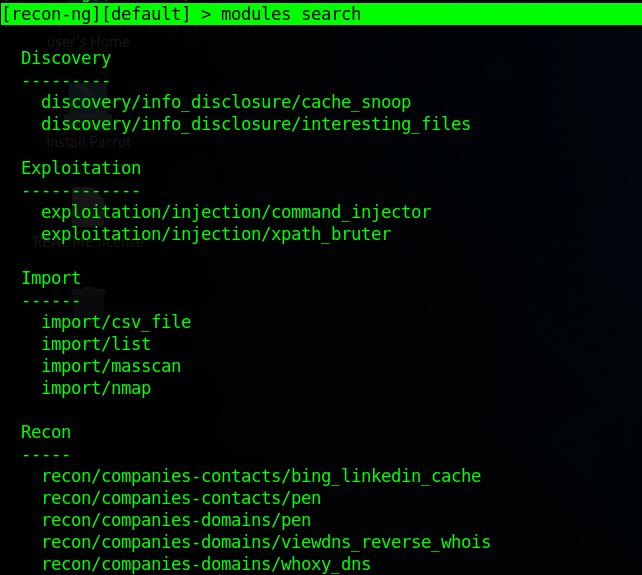 [recon-ng][default] > modules search
user's Home
Discovery
---------
discovery/info_disclosure/cache_snoop
discovery/info_disclosure/interesting_files
Install Parrot
Exploitation
------------
exploitation/injection/command_injector
exploitation/injection/xpath_bruter
README.license
Import
------
import/csv_file
import/list
import/masscan
import/nmap
Recon
-----
recon/companies-contacts/bing_linkedin_cache
recon/companies-contacts/pen
recon/companies-domains/pen
recon/companies-domains/viewdns_reverse_whois
recon/companies-domains/whoxy_dns